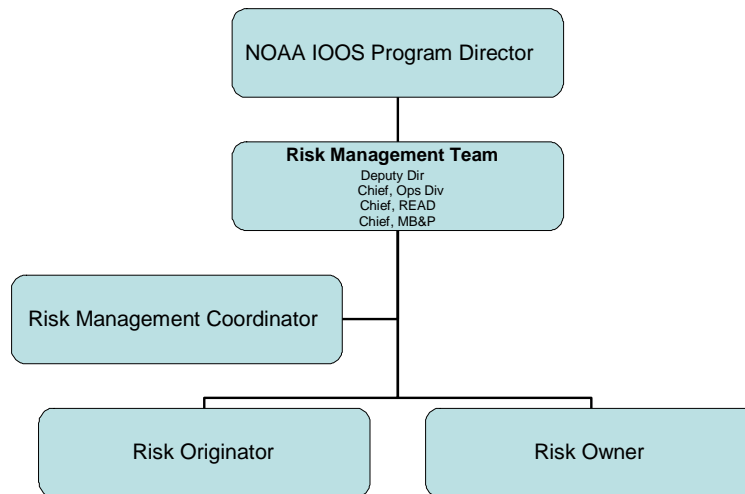 NOAA IOOS Program Director
Risk Management Team
Deputy Dir
Chief, Ops Div
Chief, READ
Chief, MB&P
Risk Management Coordinator
Risk Originator
Risk Owner